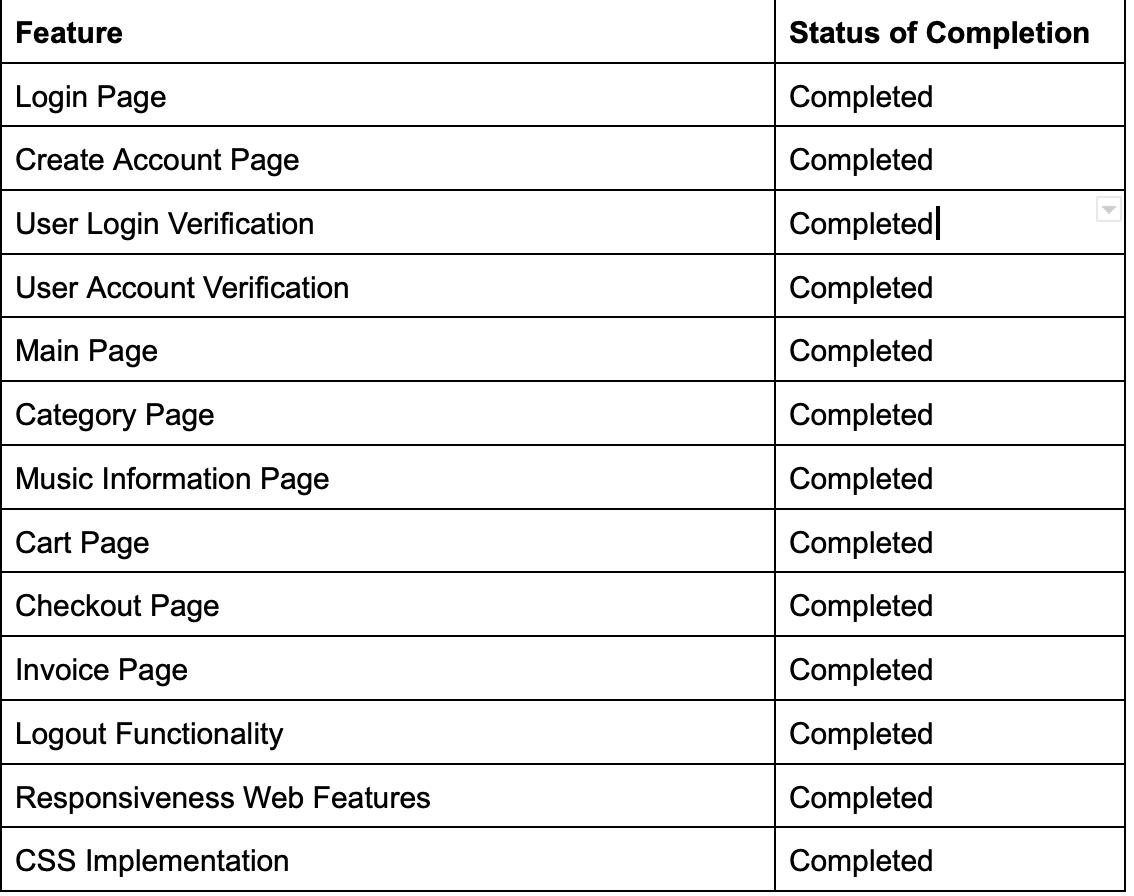 Feature Status of Completion
Login Page Completed
Create Account Page Completed
User Login Verification Completed
User Account Verification Completed
Main Page Completed
Category Page Completed
Music Information Page Completed
Cart Page Completed
Checkout Page Completed
Invoice Page Completed
Logout Functionality Completed
Responsiveness Web Features Completed
CSS Implementation Completed